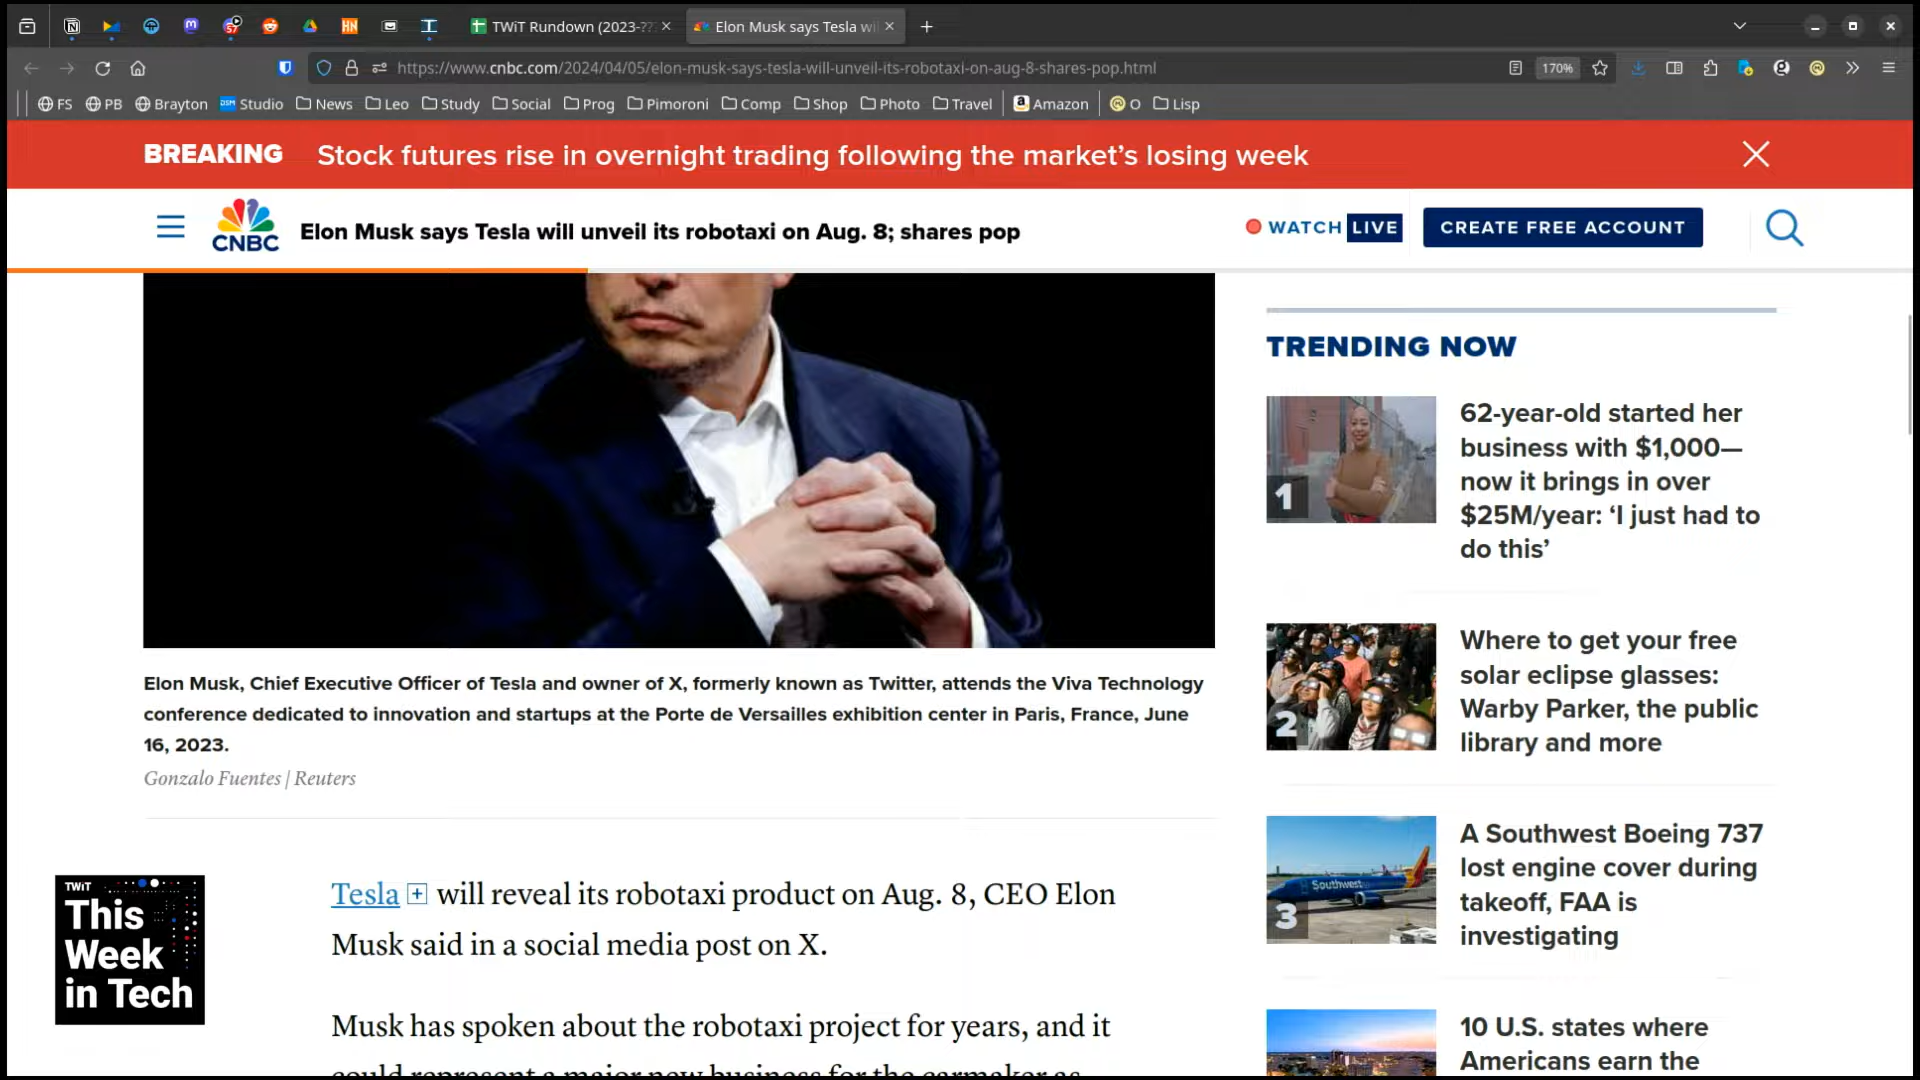 TWiT Rundown (2023-??
Elon Musk says Tesla wi
https://www.cnbc.com/2024/04/05/elon-musk-says-tesla-will-unveil-its-robotaxi-on-aug-8-shares-pop.html
170%
FS PB Brayton DSM Studio News Leo Study Social Prog Pimoroni Comp Shop Photo Travel a Amazon O Lisp
BREAKING Stock futures rise in overnight trading following the market’s losing week
CNBC
Elon Musk says Tesla will unveil its robotaxi on Aug. 8; shares pop
WATCH LIVE
CREATE FREE ACCOUNT
Elon Musk, Chief Executive Officer of Tesla and owner of X, formerly known as Twitter, attends the Viva Technology
conference dedicated to innovation and startups at the Porte de Versailles exhibition center in Paris, France, June
16, 2023.
Gonzalo Fuentes | Reuters
Tesla + will reveal its robotaxi product on Aug. 8, CEO Elon
Musk said in a social media post on X.
Musk has spoken about the robotaxi project for years, and it
could represent a major new business for the carmaker as
TRENDING NOW
1
62-year-old started her
business with $1,000—
now it brings in over
$25M/year: ‘I just had to
do this’
2
Where to get your free
solar eclipse glasses:
Warby Parker, the public
library and more
Southwest
3
A Southwest Boeing 737
lost engine cover during
takeoff, FAA is
investigating
10 U.S. states where
Americans earn the
TWiT
This
Week
in Tech